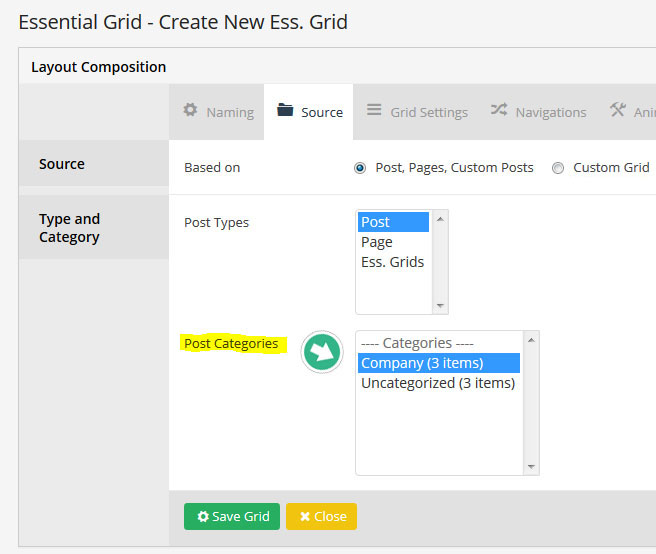 Essential Grid - Create New Ess. Grid
Layout Composition
Naming Source Grid Settings Navigations Ani
Source
Based on Post, Pages, Custom Posts Custom Grid
Type and
Category
Post Types
Post
Page
Ess. Grids
Post Categories
---- Categories ----
Company (3 items)
Uncategorized (3 items)
Save Grid Close